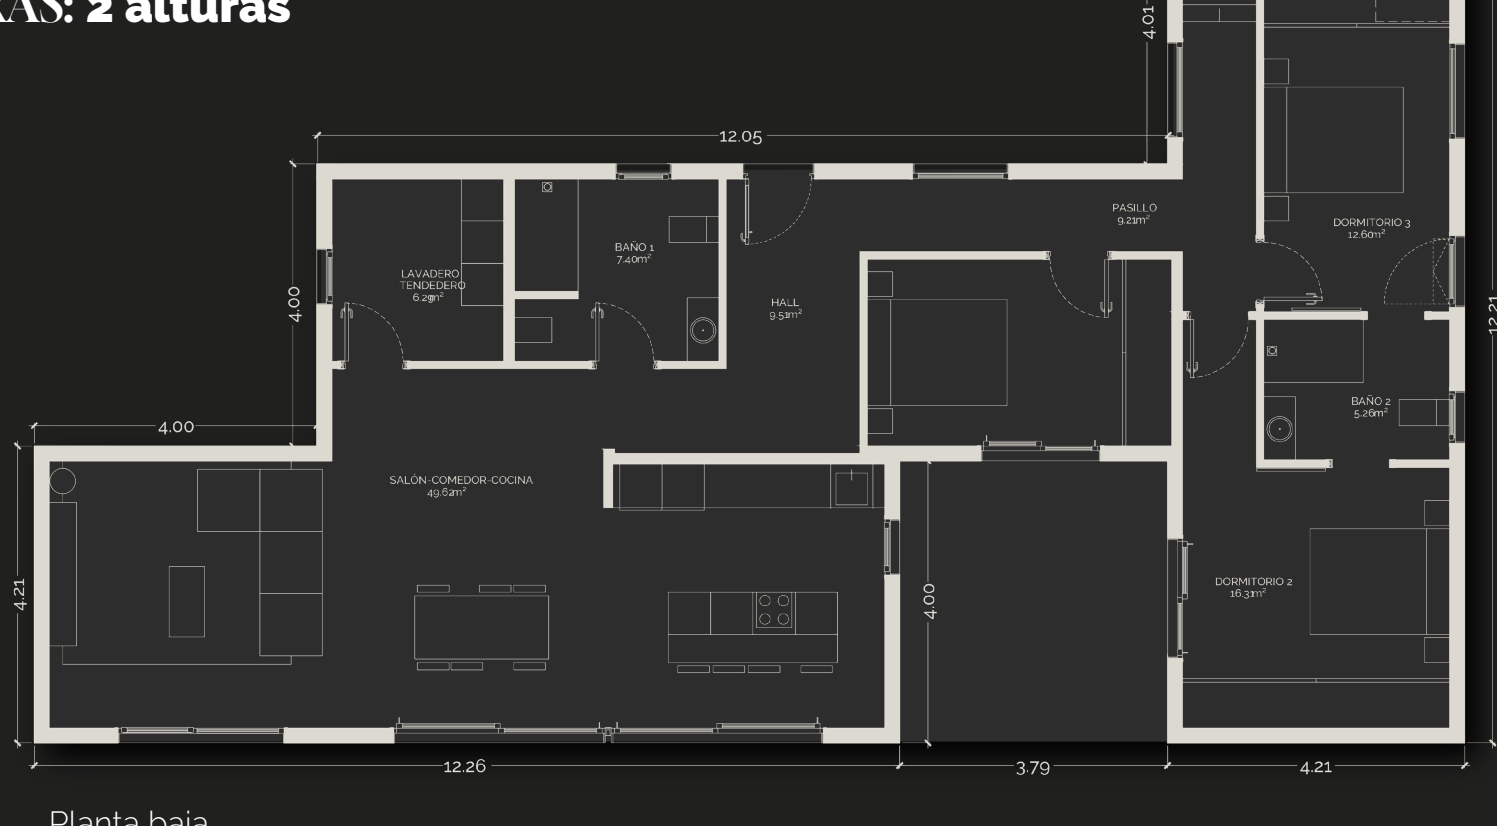 AS: 2 alturas
4.01
12.05
PASILLO
9.21m²
DORMITORIO 3
12.60m²
BAÑO 1
7.40m²
LAVADERO
TENDEDERO
6.29m²
HALL
9.51m²
4.00
12.21
4.00
BAÑO 2
5.26m²
SALÓN-COMEDOR-COCINA
49.62m²
4.21
4.00
DORMITORIO 2
16.31m²
12.26
3.79
4.21
Planta baja